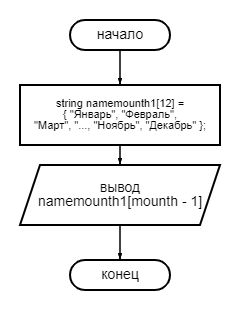 начало
string namemounth1[12] =
{ "Январь", "Февраль",
"Март", "..., "Ноябрь", "Декабрь" };
вывод
namemounth1[mounth - 1]
конец